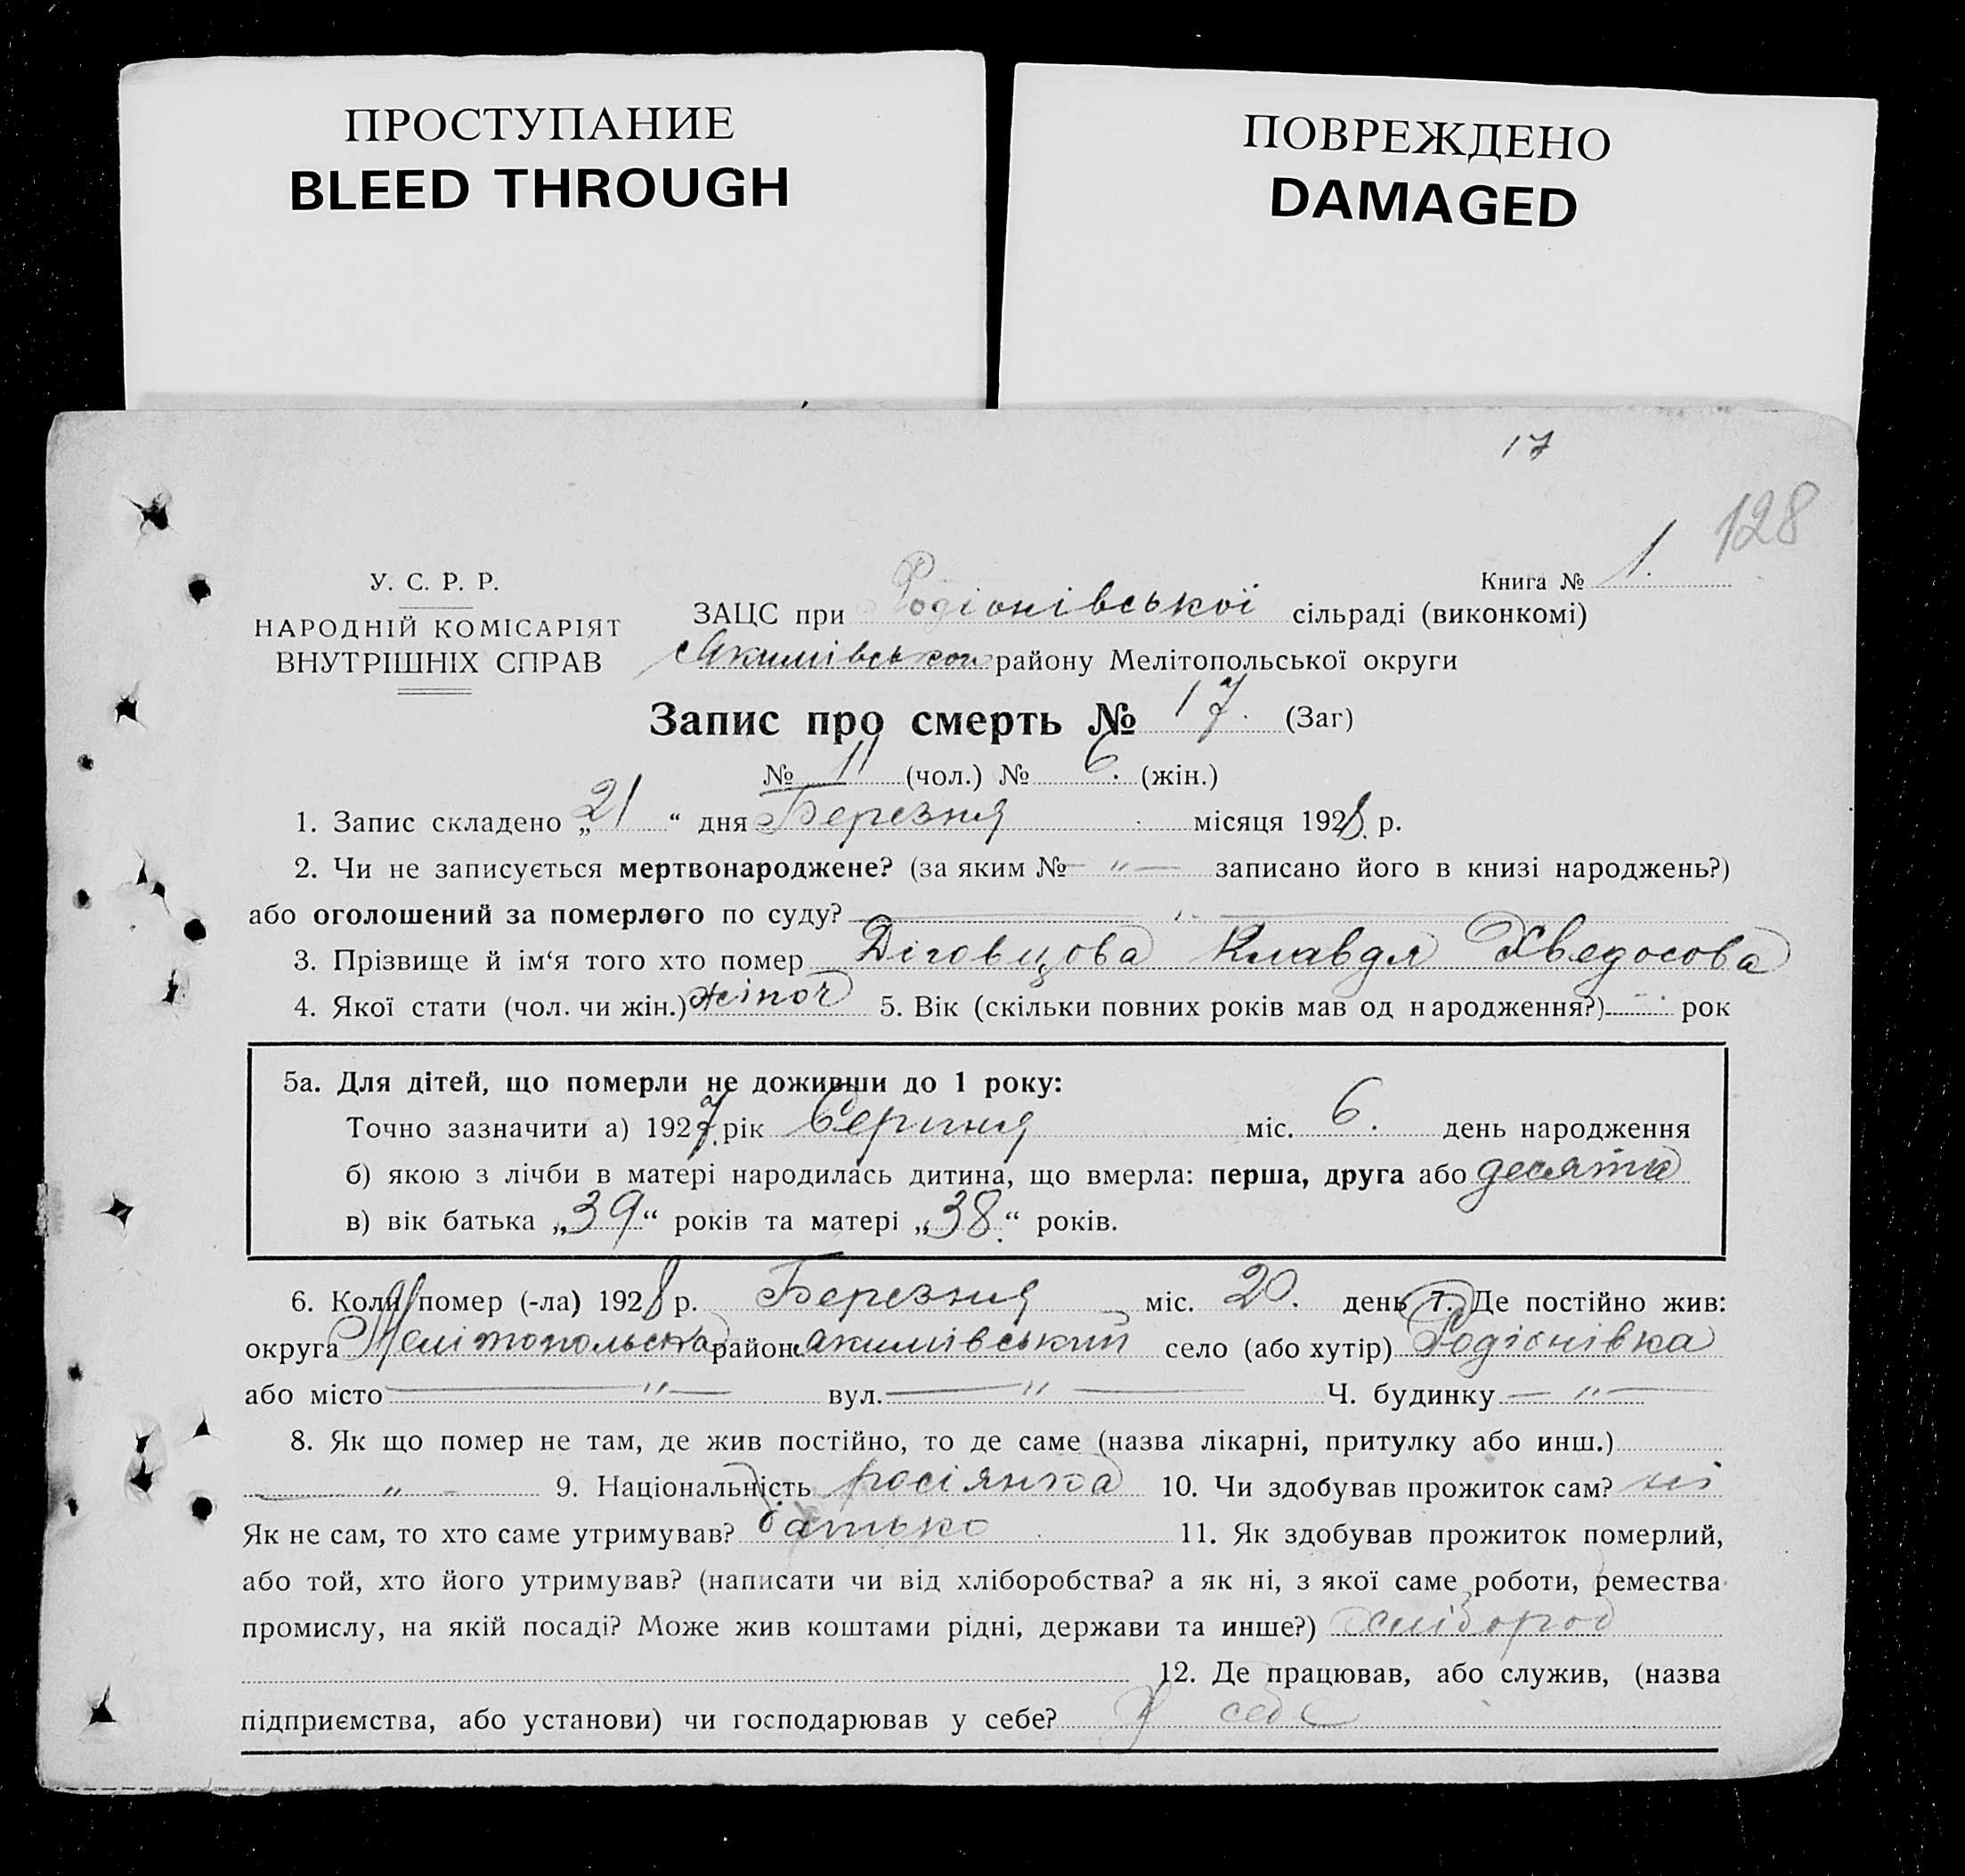 ПРОСТУПАНИЕ
BLEED THROUGH
ПОВРЕЖДЕНО
DAMAGED
17
128
Книга № 1.
У. С. Р. Р.
НАРОДНІЙ КОМІСАРІЯТ
ВНУТРІШНІХ СПРАВ
ЗАЦС при Родіонівської сільраді (виконкомі)
Якимівськои району Мелітопольської округи
Запис про смерть № 17. (Заг)
№ 11 (чол.) № 6. (жін.)
1. Запис складено „21“ дня Березня місяця 1928. р.
2. Чи не записується мертвонароджене? (за яким № — " — записано його в книзі народжень?)
або оголошений за померлого по суду?
3. Прізвище й ім'я того хто помер Діговцова Клавдя Хведосова
4. Якої стати (чол. чи жін.) жіноч 5. Вік (скільки повних років мав од народження?) рок
5а. Для дітей, що померли не доживши до 1 року:
Точно зазначити а) 1927. рік Серпня міс. 6. день народження
б) якою з лічби в матері народилась дитина, що вмерла: перша, друга або десята
в) вік батька „39“ років та матері „38.“ років.
6. Коли помер (-ла) 1928 р. Березня міс. 20. день 7. Де постійно жив:
округа Мелітопольська район акимівський село (або хутір) Родіонівка
або місто — " — вул. — " — Ч. будинку — " —
8. Як що помер не там, де жив постійно, то де саме (назва лікарні, притулку або инш.)
— " - 9. Національність росіянка 10. Чи здобував прожиток сам? ні
Як не сам, то хто саме утримував? батько 11. Як здобував прожиток померлий,
або той, хто його утримував? (написати чи від хліборобства? а як ні, з якої саме роботи, ремества
промислу, на якій посаді? Може жив коштами рідні, держави та инше?) хлібороб
12. Де працював, або служив, (назва
підприємства, або установи) чи господарював у себе? У себе